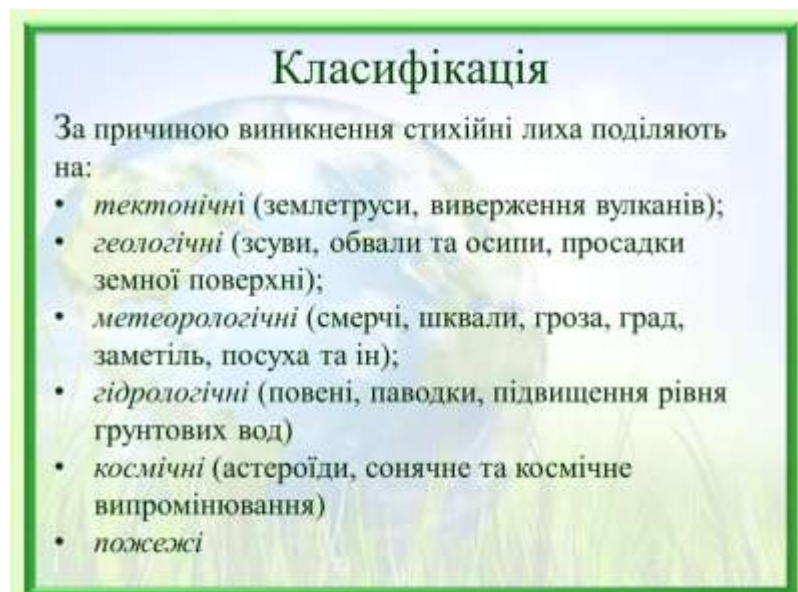 Класифікація
За причиною виникнення стихійні лиха поділяють
на:
• тектонічні (землетруси, виверження вулканів);
• геологічні (зсуви, обвали та осипи, просадки
земної поверхні);
• метеорологічні (смерчі, шквали, гроза, град,
заметіль, посуха та ін);
• гідрологічні (повені, паводки, підвищення рівня
грунтових вод)
• космічні (астероїди, сонячне та космічне
випромінювання)
• пожежі